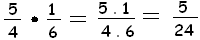 5/4 • 1/6 = 5 . 1/4 . 6 = 5/24